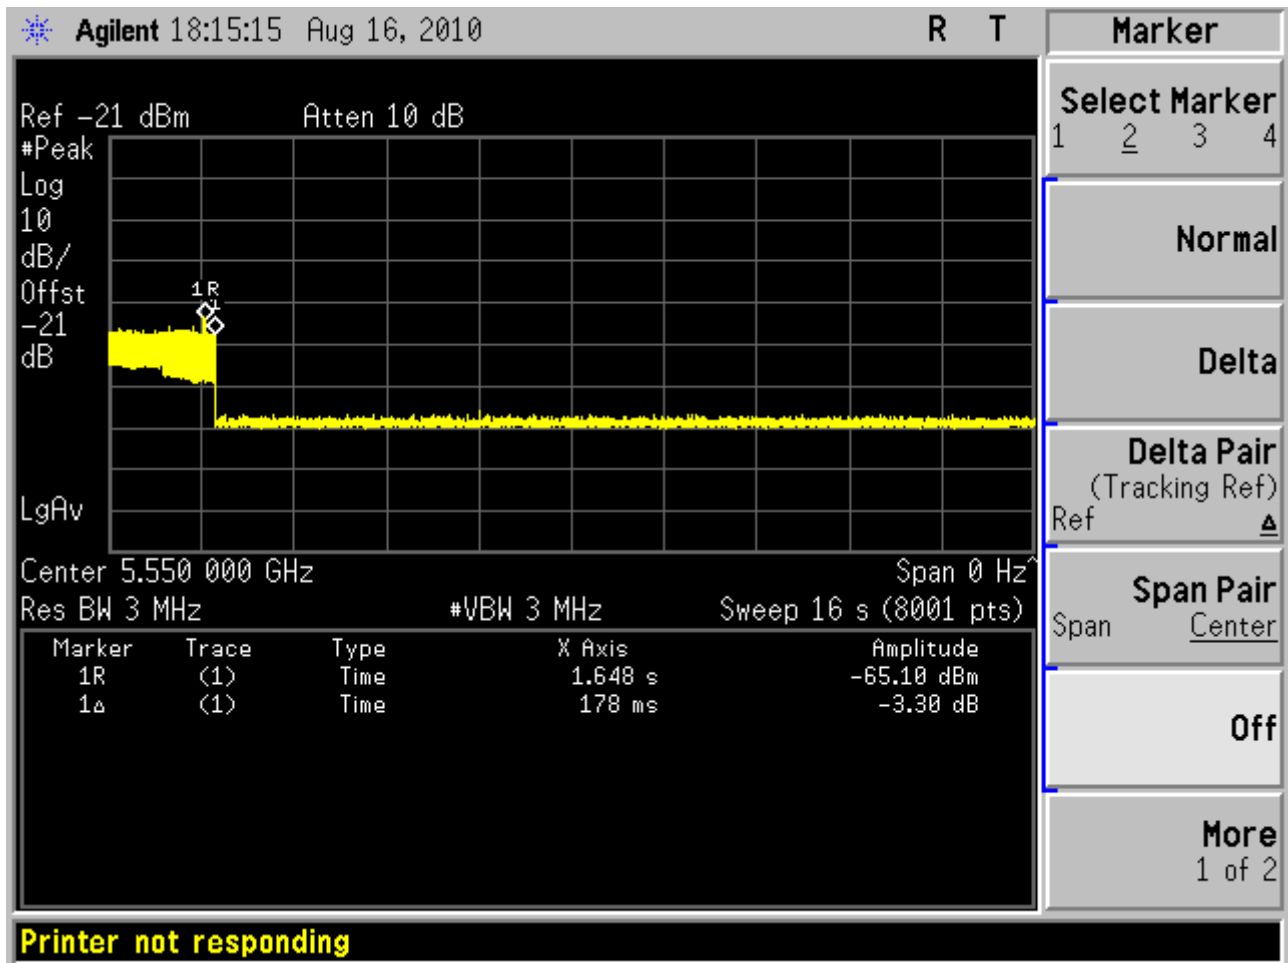 Agilent 18:15:15 Aug 16, 2010 R T
Ref -21 dBm Atten 10 dB
#Peak
Log
10
dB/
Offst
-21
dB
LgAv
1R
1
Center 5.550 000 GHz Span 0 Hz^
Res BW 3 MHz #VBW 3 MHz Sweep 16 s (8001 pts)
Marker Trace Type X Axis Amplitude
1R (1) Time 1.648 s -65.10 dBm
1Δ (1) Time 178 ms -3.30 dB
Printer not responding
Marker
Select Marker
1 2 3 4
Normal
Delta
Delta Pair
(Tracking Ref)
Ref Δ
Span Pair
Span Center
Off
More
1 of 2